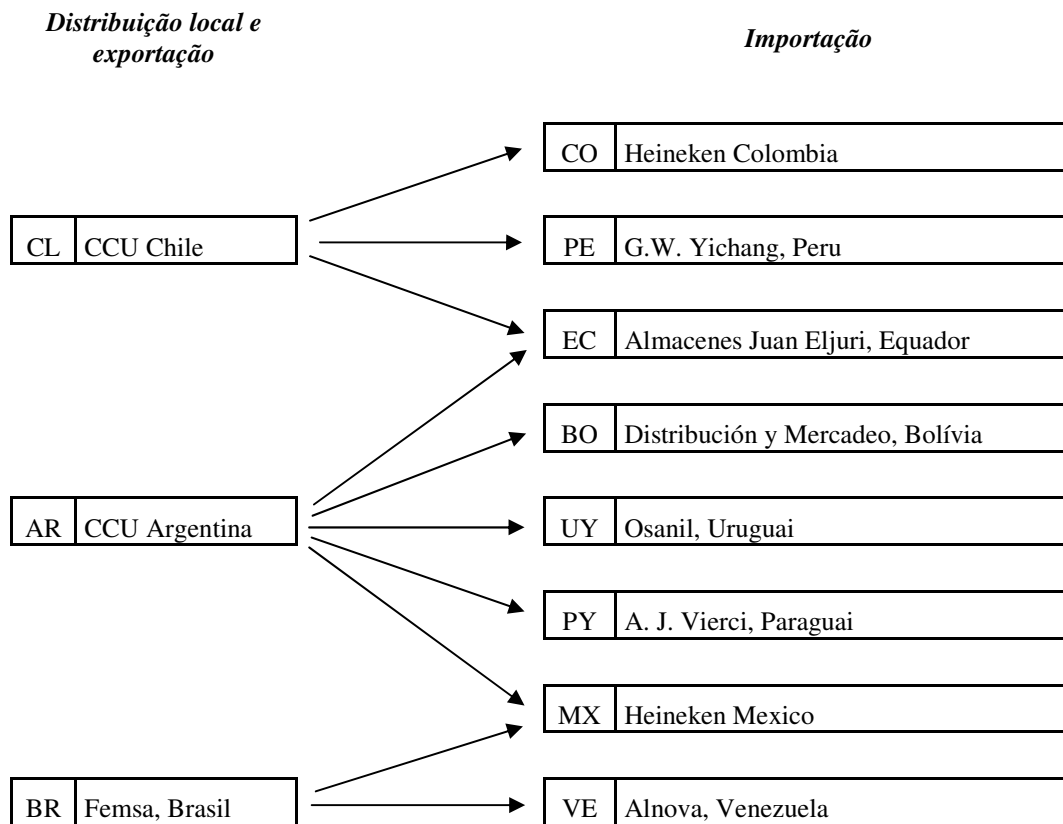 Distribuição local e
exportação
Importação
CO Heineken Colombia
CL CCU Chile
PE G.W. Yichang, Peru
EC Almacenes Juan Eljuri, Equador
BO Distribución y Mercadeo, Bolívia
AR CCU Argentina
UY Osanil, Uruguai
PY A. J. Vierci, Paraguai
MX Heineken Mexico
BR Femsa, Brasil
VE Alnova, Venezuela